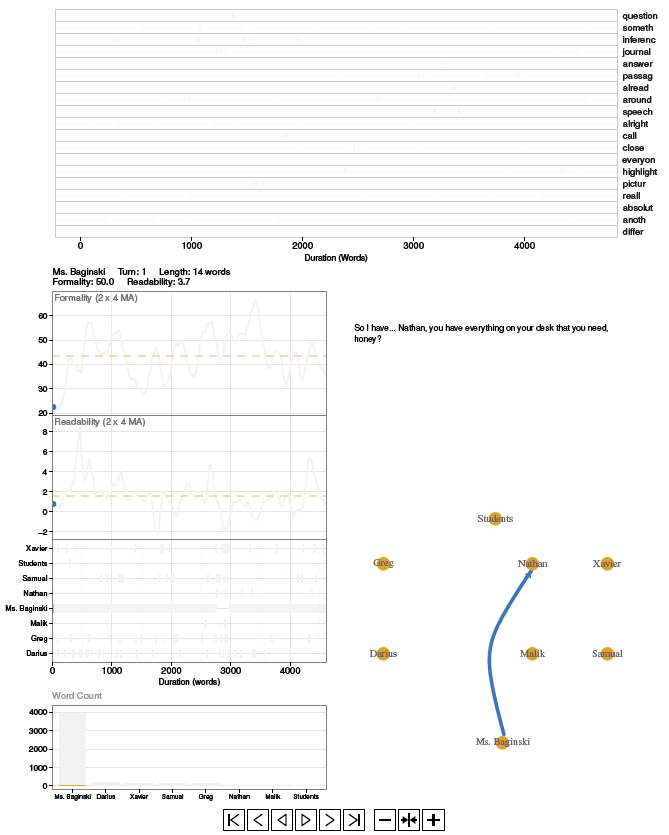 question
someth
inferenc
journal
answer
passag
alread
around
speech
alright
call
close
everyon
highlight
pictur
reall
absolut
anoth
differ
0 1000 2000 3000 4000
Duration (Words)
Ms. Baginski Turn: 1 Length: 14 words
Formality: 50.0 Readability: 3.7
Formality (2 x 4 MA)
60
50
40
30
20
So I have... Nathan, you have everything on your desk that you need,
honey?
Readability (2 x 4 MA)
8
6
4
2
0
−2
Xavier
Students
Samual
Nathan
Ms. Baginski
Malik
Greg
Darius
0 1000 2000 3000 4000
Duration (words)
Students
Greg Nathan Xavier
Darius Malik Samual
Ms. Baginski
Word Count
4000
3000
2000
1000
0
Ms. Baginski Darius Xavier Samual Greg Nathan Malik Students